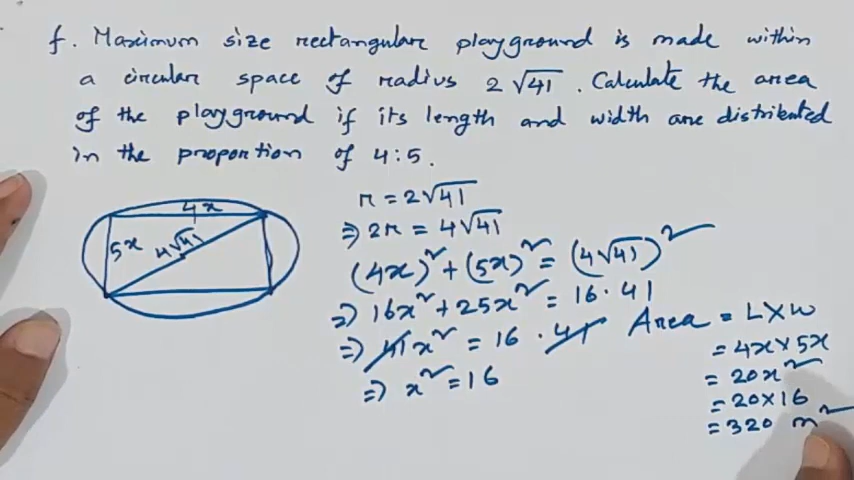 f. Maximum size rectangular playground is made within
a circular space of radius 2√41. Calculate the area
of the playground if its length and width are distributed
in the proportion of 4:5.
4x
5x
4√41
r = 2√41
⇒ 2r = 4√41
(4x)² + (5x)² = (4√41)²
⇒ 16x² + 25x² = 16 · 41
⇒ 41x² = 16 · 41
⇒ x² = 16
Area = L×W
= 4x × 5x
= 20x²
= 20×16
= 320 m²